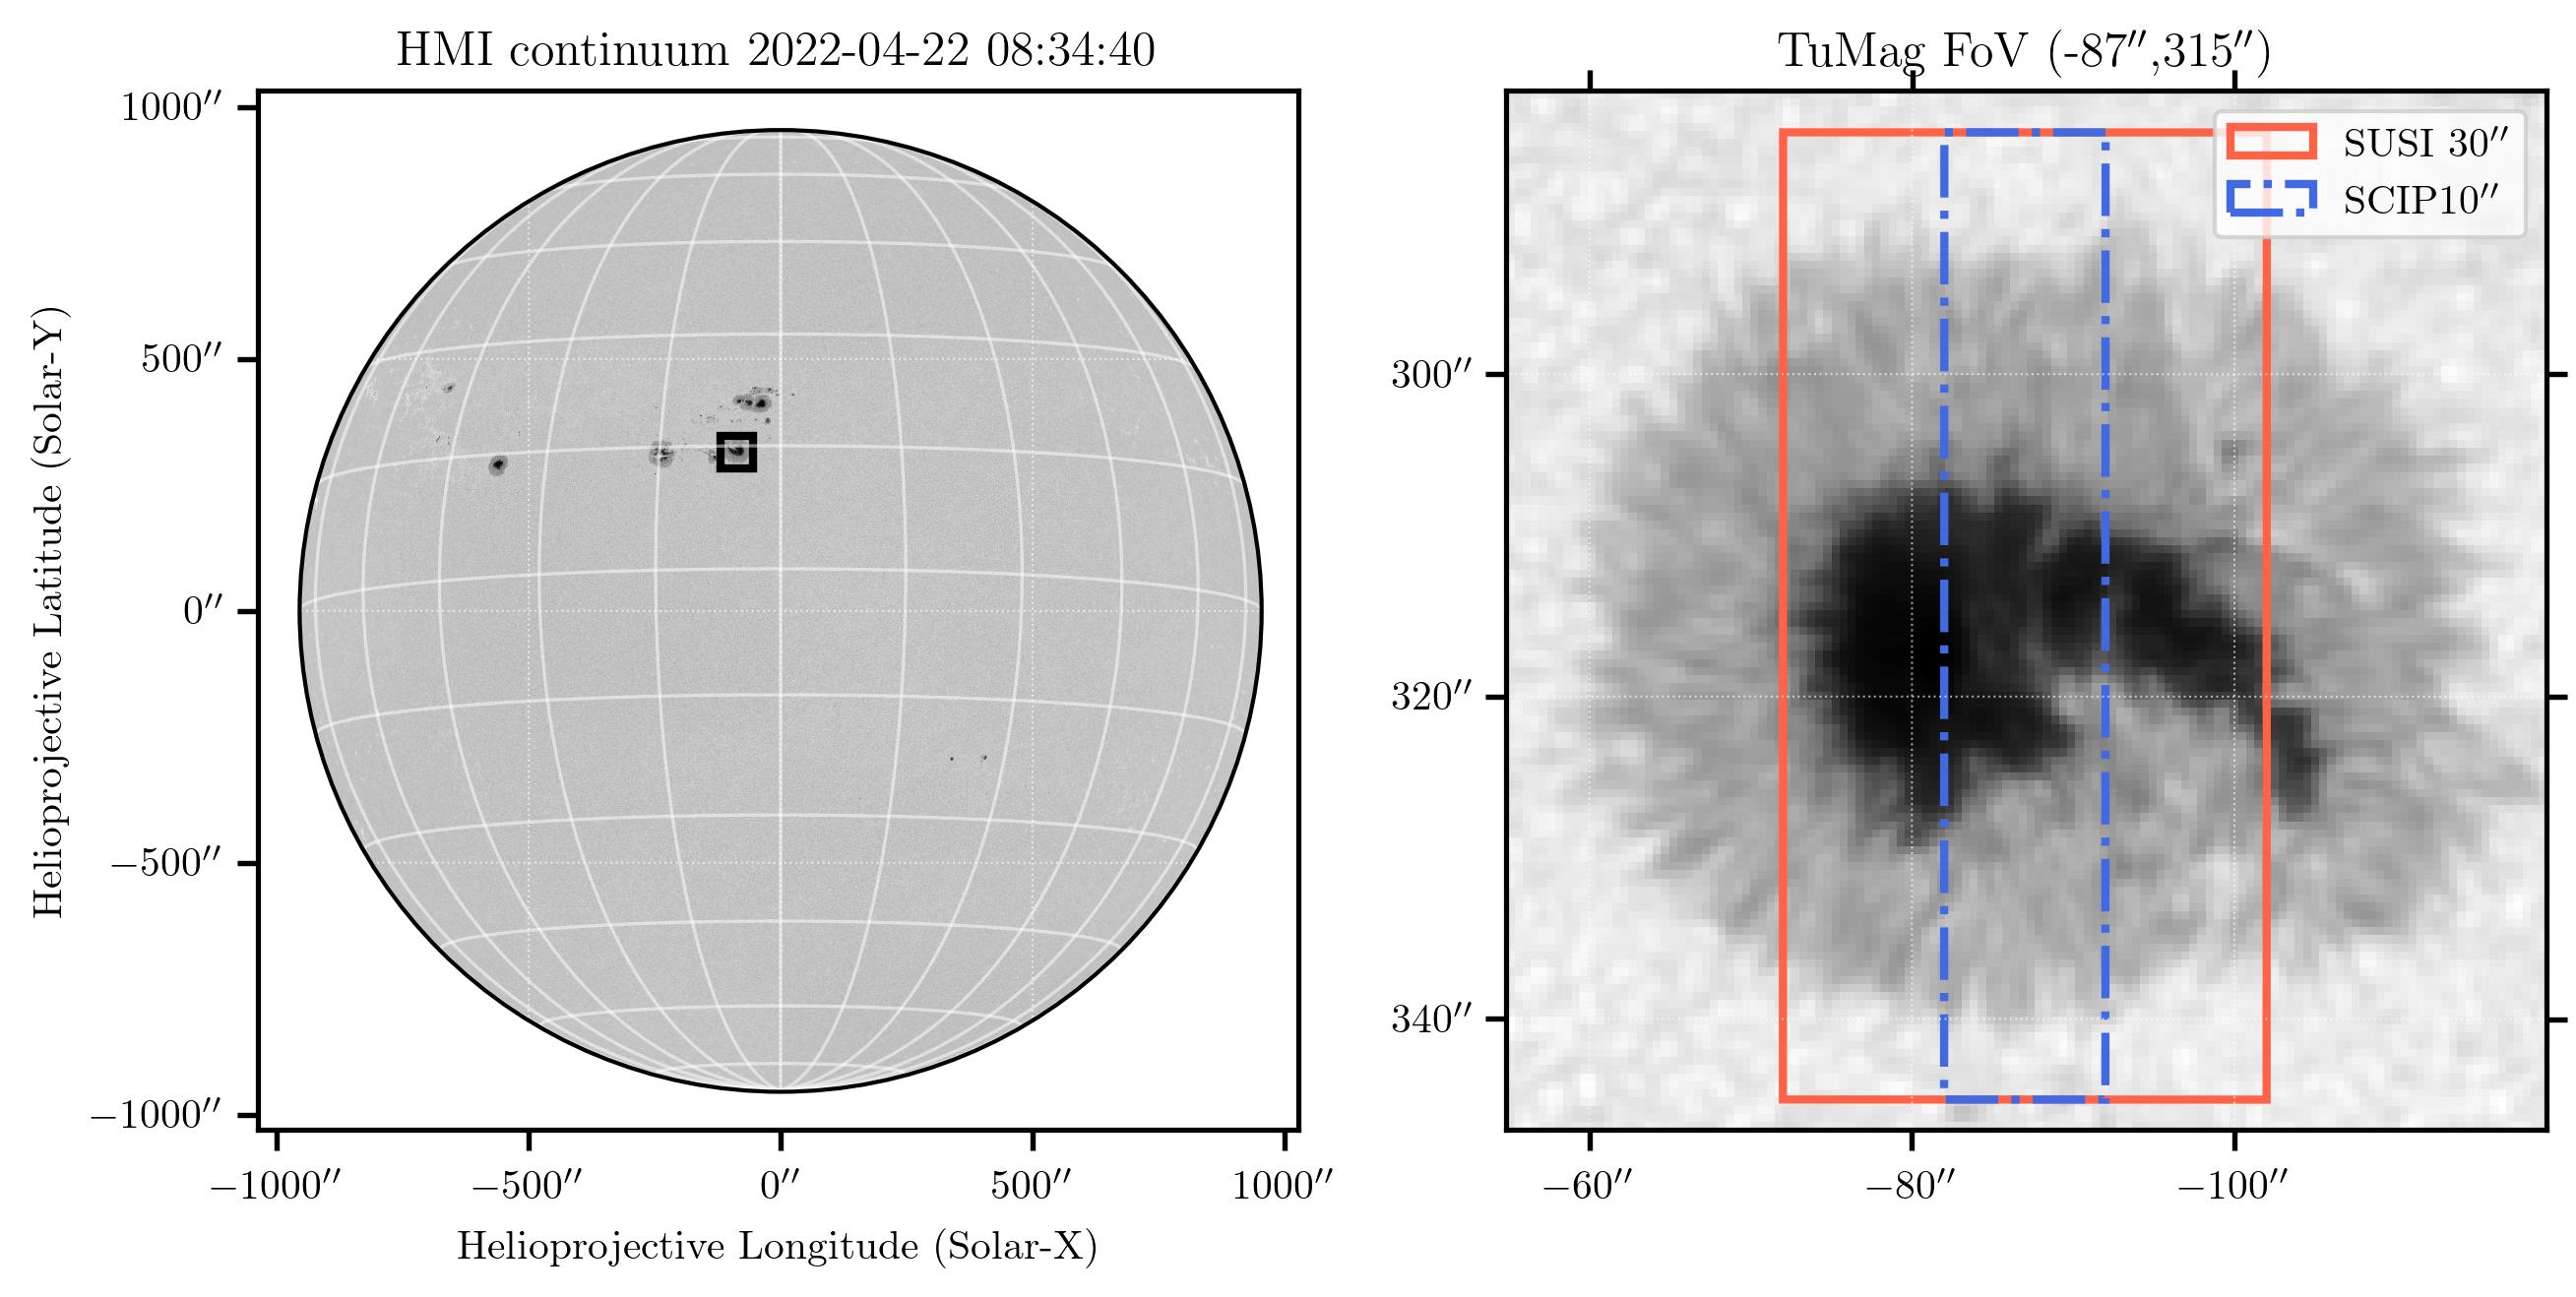 HMI continuum 2022-04-22 08:34:40
Helioprojective Latitude (Solar-Y)
1000″
500″
0″
−500″
−1000″
−1000″ −500″ 0″ 500″ 1000″
Helioprojective Longitude (Solar-X)
TuMag FoV (-87″,315″)
SUSI 30″
SCIP10″
300″
320″
340″
−60″ −80″ −100″